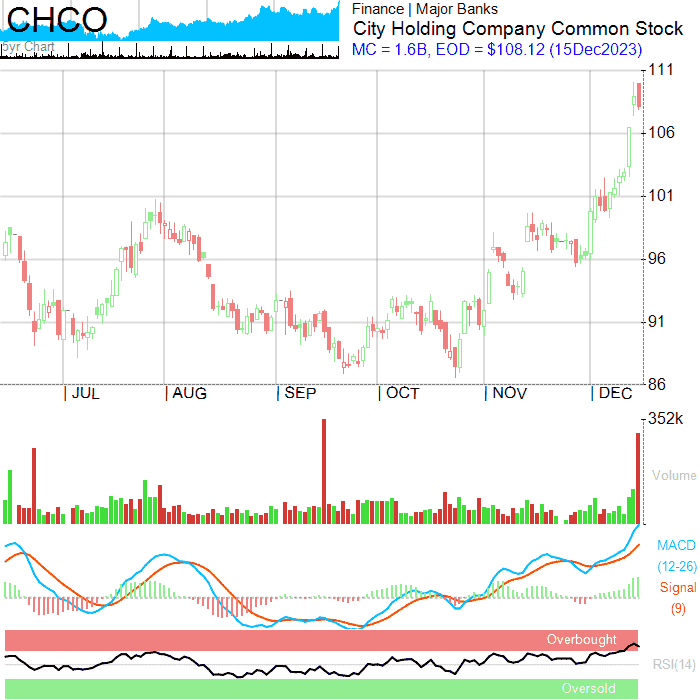 CHCO
5yr Chart
Finance | Major Banks
City Holding Company Common Stock
MC = 1.6B, EOD = $108.12 (15Dec2023)
111
106
101
96
91
86
JUL AUG SEP OCT NOV DEC
352k
Volume
MACD
(12-26)
Signal
(9)
Overbought
RSI(14)
Oversold